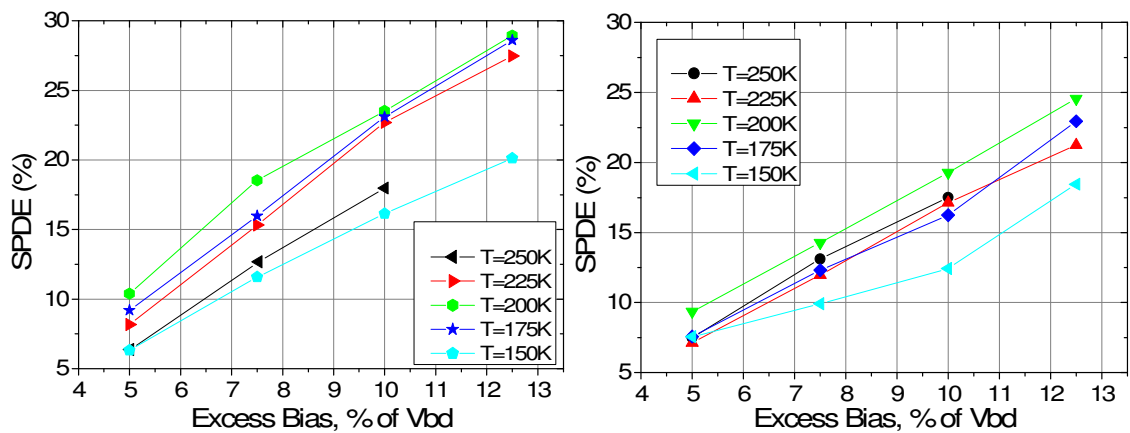 30
25
20
15
10
5
SPDE (%)
4 5 6 7 8 9 10 11 12 13
Excess Bias, % of Vbd
T=250K
T=225K
T=200K
T=175K
T=150K
30
25
20
15
10
5
SPDE (%)
4 5 6 7 8 9 10 11 12 13
Excess Bias, % of Vbd
T=250K
T=225K
T=200K
T=175K
T=150K